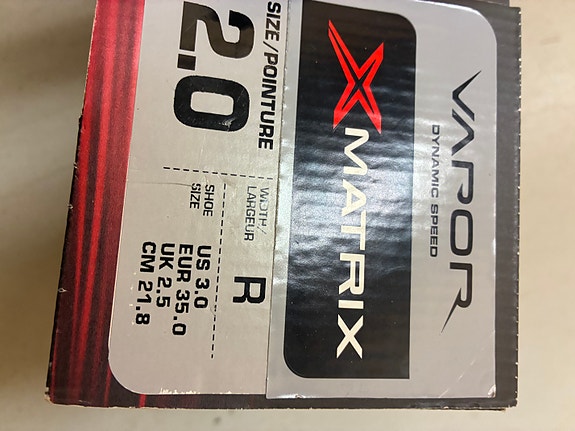 VAROR
DYNAMIC SPEED
X MATRIX
SIZE/POINTURE
2.0
WIDTH/
LARGEUR
R
SHOE
SIZE
US 3.0
EUR 35.0
UK 2.5
CM 21.8